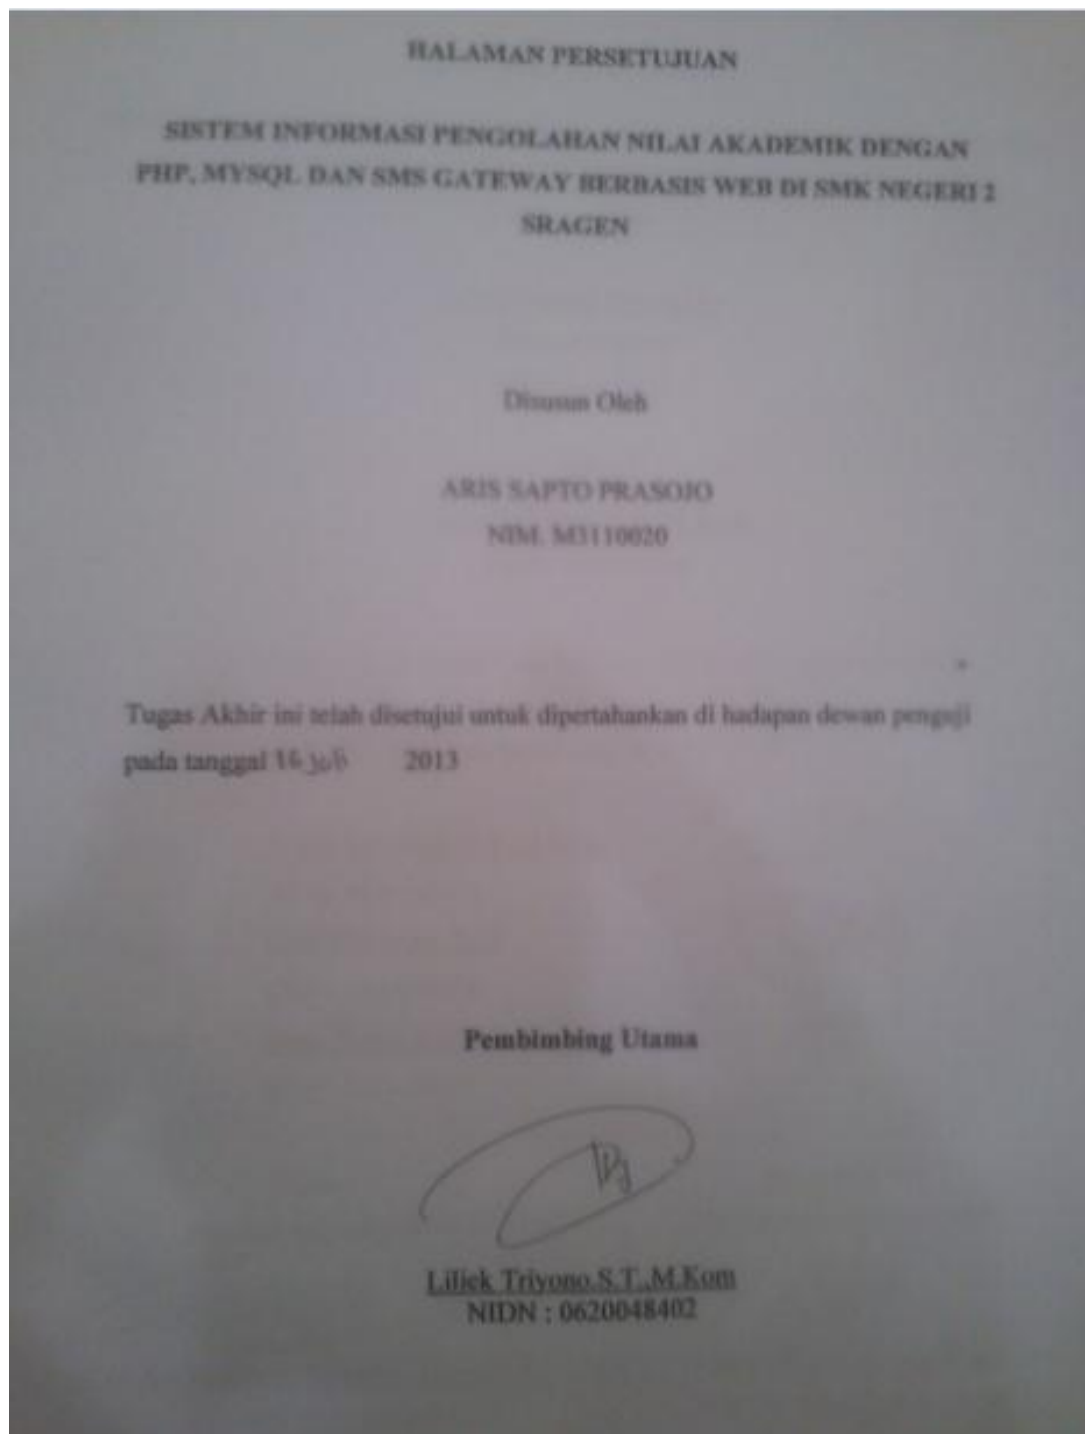 HALAMAN PERSETUJUAN
SISTEM INFORMASI PENGOLAHAN NILAI AKADEMIK DENGAN
PHP, MYSQL DAN SMS GATEWAY BERBASIS WEB DI SMK NEGERI 2
SRAGEN
Disusun Oleh
ARIS SAPTO PRASOJO
NIM. M3110020
Tugas Akhir ini telah disetujui untuk dipertahankan di hadapan dewan penguji
pada tanggal 16 Juli 2013
Pembimbing Utama
Liliek Triyono.S.T.,M.Kom
NIDN : 0620048402